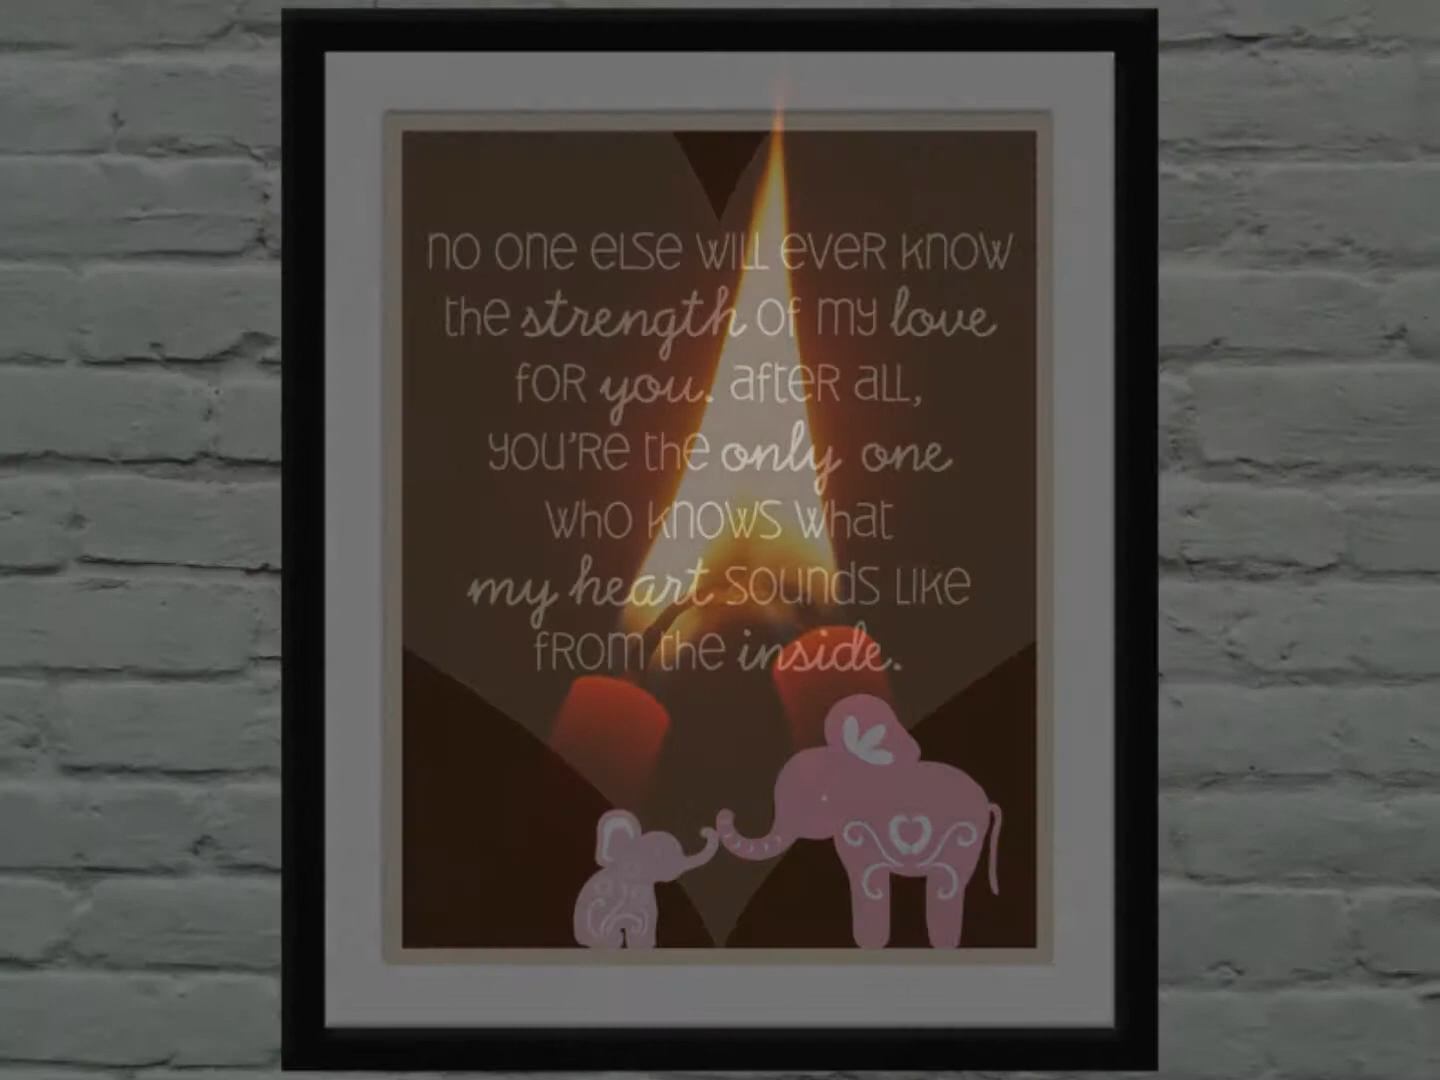 no one else will ever know
the strength of my love
for you. after all,
you're the only one
who knows what
my heart sounds like
from the inside.